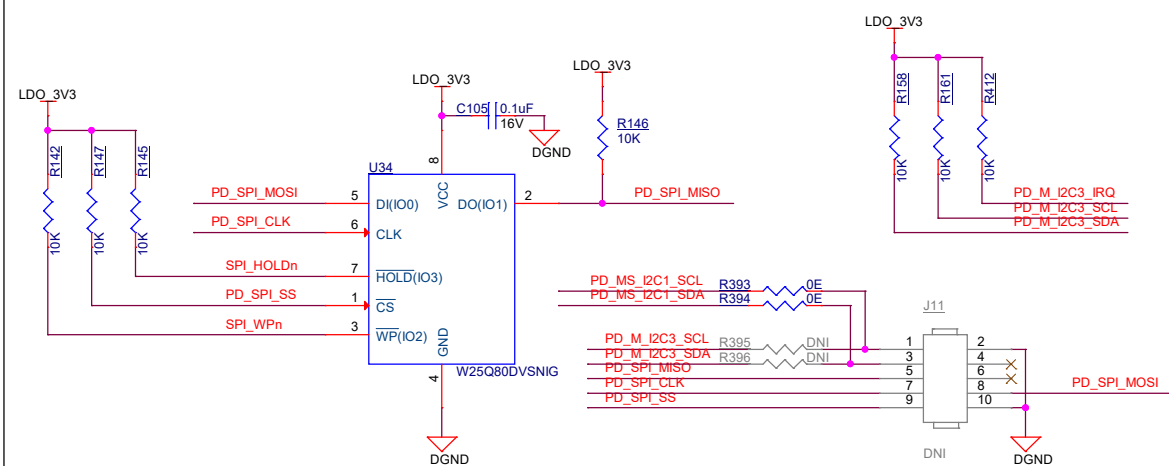 LDO_3V3
LDO_3V3
LDO_3V3
LDO_3V3
R142
R147
R145
10K
10K
10K
C105
0.1uF
16V
DGND
R146
10K
R158
R161
R412
10K
10K
10K
PD_M_I2C3_IRQ
PD_M_I2C3_SCL
PD_M_I2C3_SDA
U34
8
VCC
PD_SPI_MOSI 5 DI(IO0)
DO(IO1) 2 PD_SPI_MISO
PD_SPI_CLK 6 CLK
SPI_HOLDn 7 HOLD(IO3)
PD_SPI_SS 1 CS
SPI_WPn 3 WP(IO2)
GND
4
W25Q80DVSNIG
DGND
PD_MS_I2C1_SCL R393 0E
PD_MS_I2C1_SDA R394 0E
J11
PD_M_I2C3_SCL R395 DNI 1 2
PD_M_I2C3_SDA R396 DNI 3 4
PD_SPI_MISO 5 6
PD_SPI_CLK 7 8 PD_SPI_MOSI
PD_SPI_SS 9 10
DNI
DGND